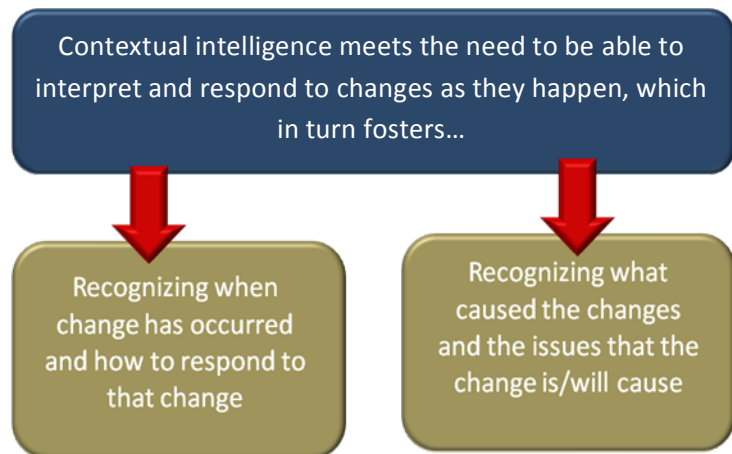 Contextual intelligence meets the need to be able to
interpret and respond to changes as they happen, which
in turn fosters…
Recognizing when
change has occurred
and how to respond to
that change
Recognizing what
caused the changes
and the issues that the
change is/will cause